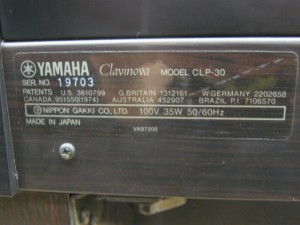 YAMAHA Clavinova MODEL CLP-30
SER NO. 19703
PATENTS U.S. 3610799 G.BRITAIN 1312161 W.GERMANY 2202658
CANADA 951550(1974) AUSTRALIA 452907 BRAZIL P.I. 7106570
NIPPON GAKKI CO., LTD. 100V 35W 50/60Hz
MADE IN JAPAN
VA97200